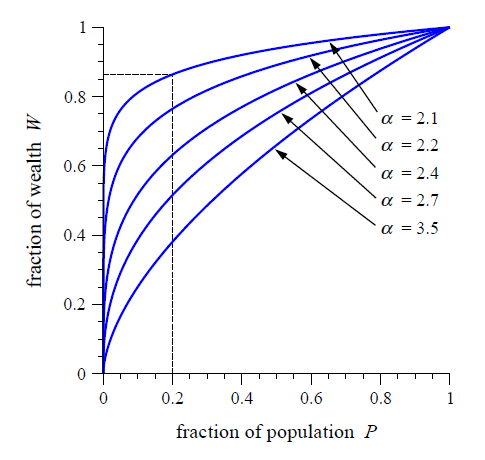 1
0.8
0.6
0.4
0.2
0
fraction of wealth W
α = 2.1
α = 2.2
α = 2.4
α = 2.7
α = 3.5
0 0.2 0.4 0.6 0.8 1
fraction of population P